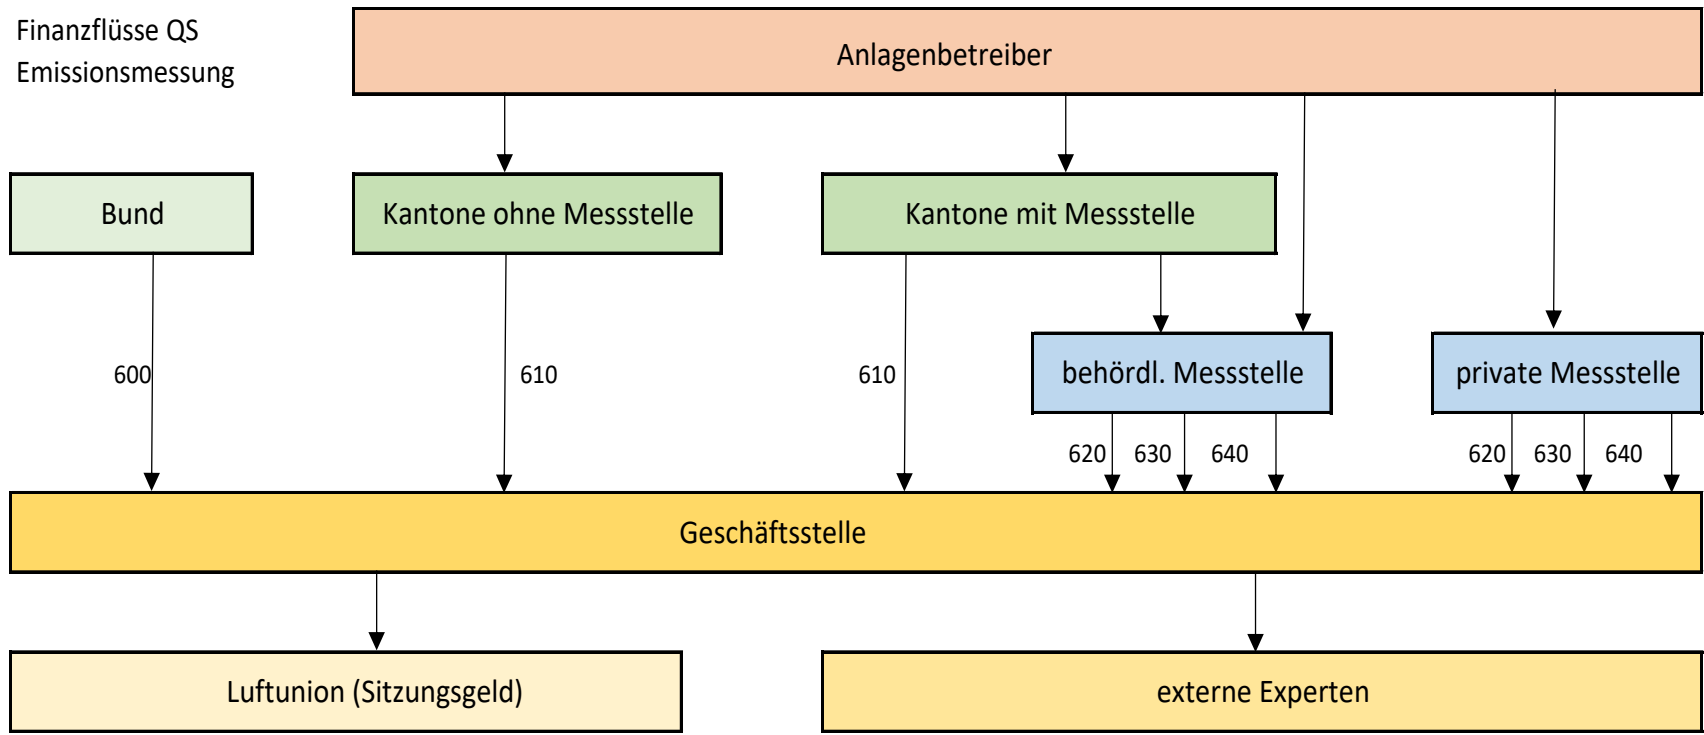 Finanzflüsse QS
Emissionsmessung
Anlagenbetreiber
Bund
Kantone ohne Messstelle
Kantone mit Messstelle
600
610
610
behördl. Messstelle
private Messstelle
620 630 640
620 630 640
Geschäftsstelle
Luftunion (Sitzungsgeld)
externe Experten